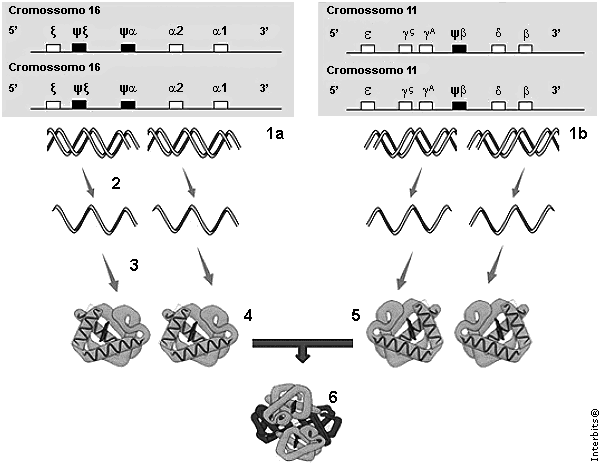 Cromossomo 16
5’ ξ ψξ ψα α2 α1 3’
Cromossomo 16
5’ ξ ψξ ψα α2 α1 3’
Cromossomo 11
5’ ε γG γA ψβ δ β 3’
Cromossomo 11
5’ ε γG γA ψβ δ β 3’
1a
1b
2
3
4
5
6
Interbits®